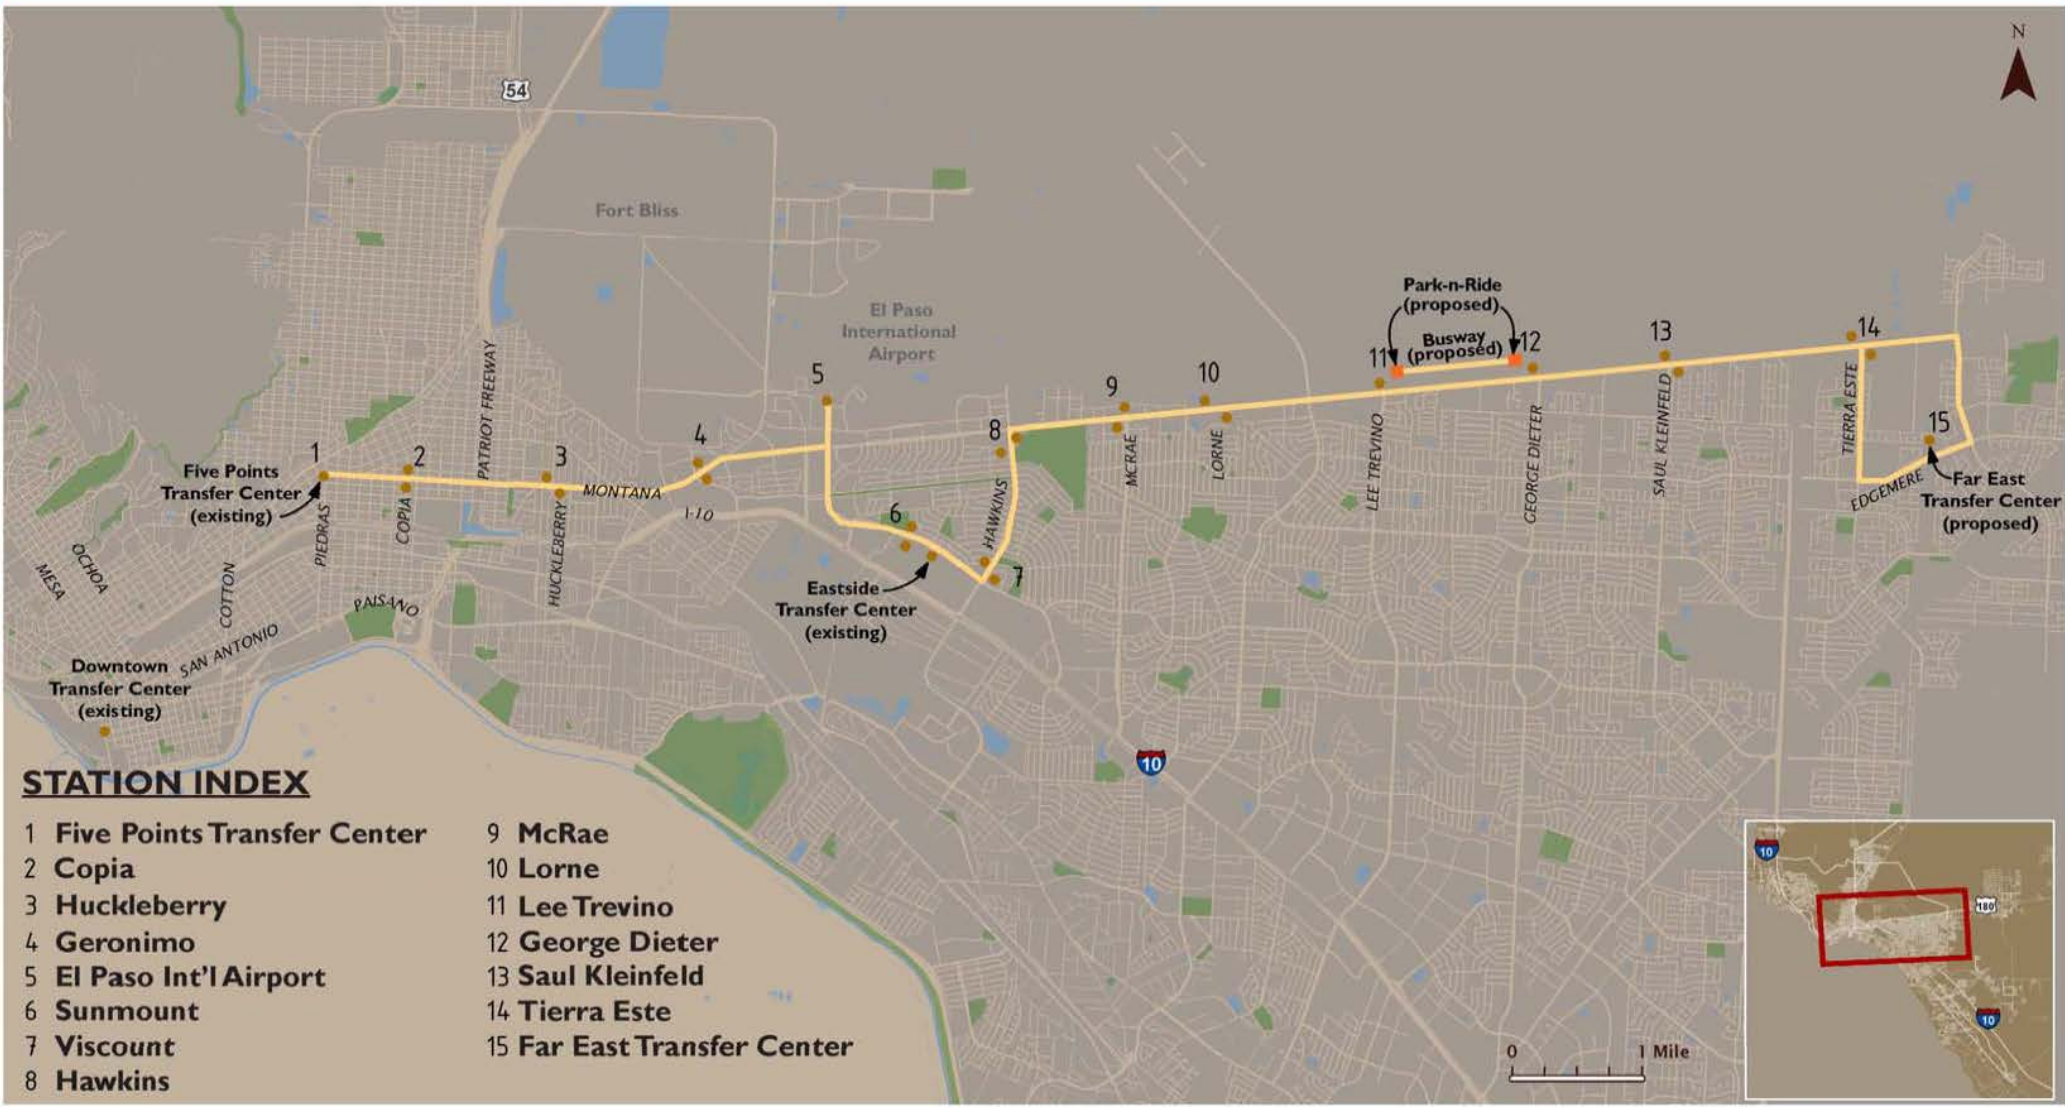 N
54
Fort Bliss
El Paso
International
Airport
Park-n-Ride
(proposed)
Busway
(proposed)
1
2
3
4
5
6
7
8
9
10
11
12
13
14
15
Five Points
Transfer Center
(existing)
PIEDRAS
COPIA
PATRIOT FREEWAY
HUCKLEBERRY
MONTANA
I-10
HAWKINS
MCRAE
LORNE
LEE TREVINO
GEORGE DIETER
SAUL KLEINFELD
TIERRA ESTE
EDGEMERE
Far East
Transfer Center
(proposed)
Eastside
Transfer Center
(existing)
MESA
OCHOA
COTTON
PAISANO
SAN ANTONIO
Downtown
Transfer Center
(existing)
10
STATION INDEX
1 Five Points Transfer Center
2 Copia
3 Huckleberry
4 Geronimo
5 El Paso Int'l Airport
6 Sunmount
7 Viscount
8 Hawkins
9 McRae
10 Lorne
11 Lee Trevino
12 George Dieter
13 Saul Kleinfeld
14 Tierra Este
15 Far East Transfer Center
0 1 Mile
10
180
10